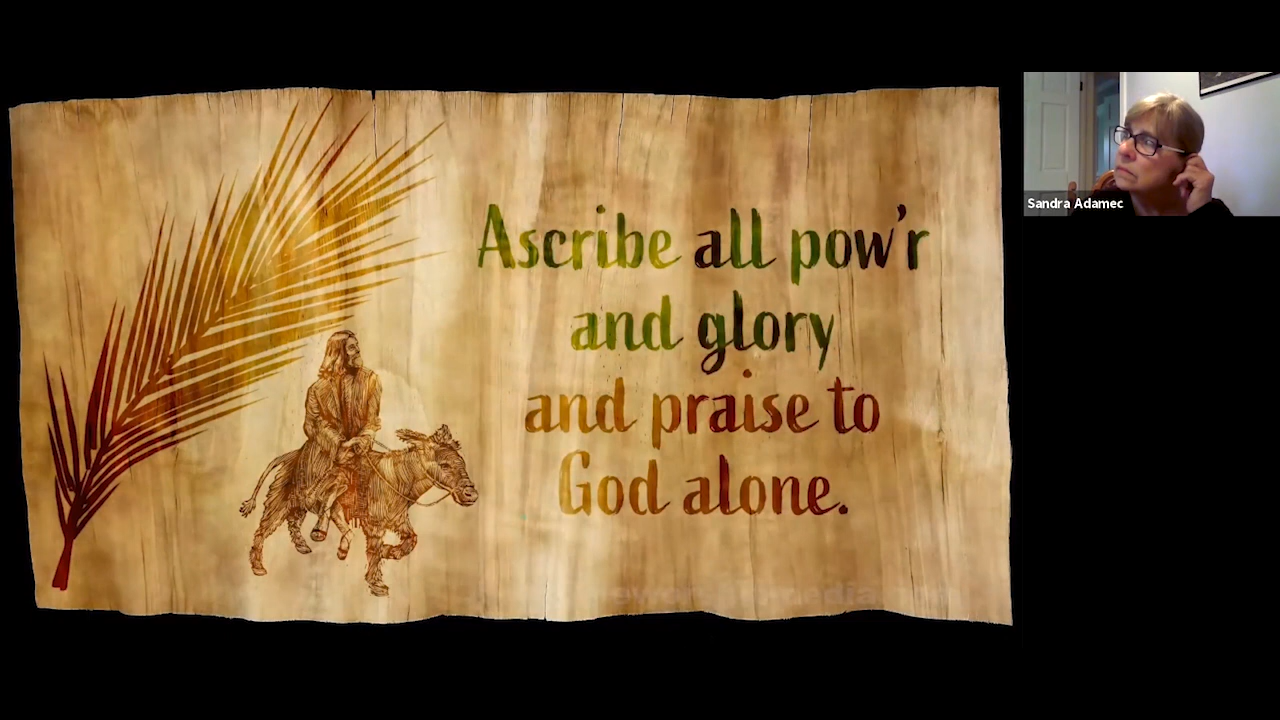 Ascribe all pow'r
and glory
and praise to
God alone.
Sandra Adamec